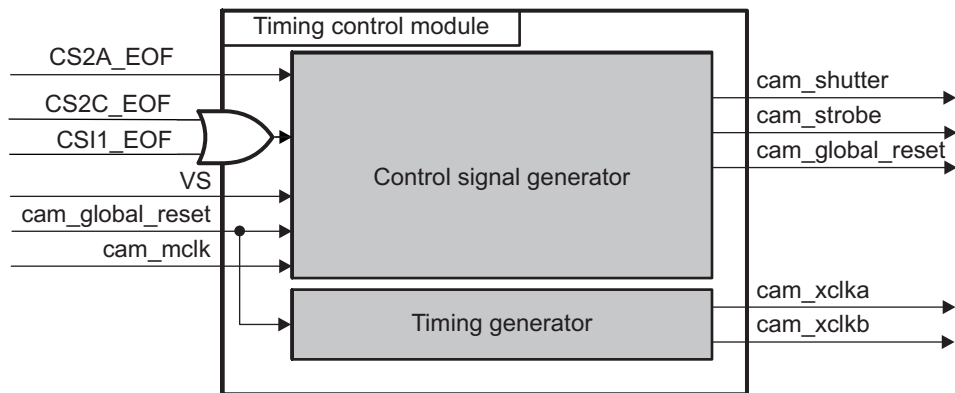 Timing control module
CS2A_EOF
CS2C_EOF
CSI1_EOF
VS
cam_global_reset
cam_mclk
Control signal generator
cam_shutter
cam_strobe
cam_global_reset
Timing generator
cam_xclka
cam_xclkb